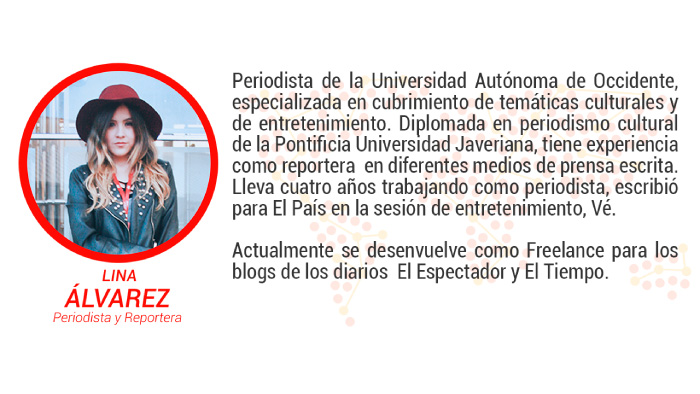 Periodista de la Universidad Autónoma de Occidente,
especializada en cubrimiento de temáticas culturales y
de entretenimiento. Diplomada en periodismo cultural
de la Pontificia Universidad Javeriana, tiene experiencia
como reportera en diferentes medios de prensa escrita.
Lleva cuatro años trabajando como periodista, escribió
para El País en la sesión de entretenimiento, Vé.
Actualmente se desenvuelve como Freelance para los
blogs de los diarios El Espectador y El Tiempo.
LINA
ÁLVAREZ
Periodista y Reportera